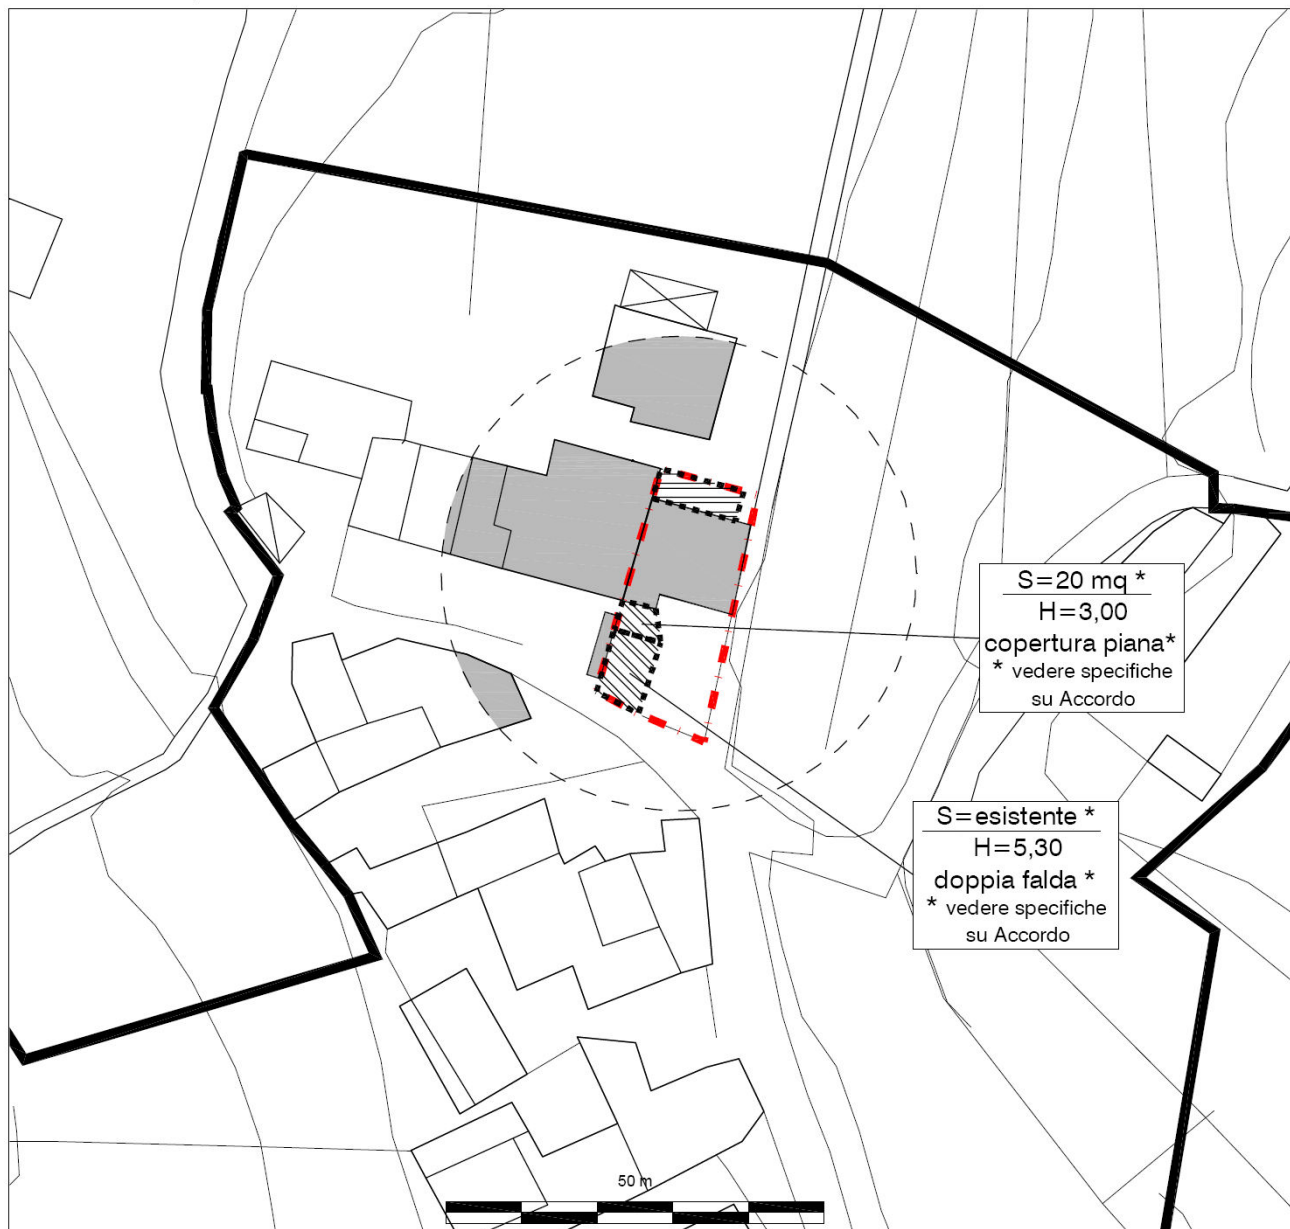 S=20 mq *
H=3,00
copertura piana*
* vedere specifiche
su Accordo
S=esistente *
H=5,30
doppia falda *
* vedere specifiche
su Accordo
50 m